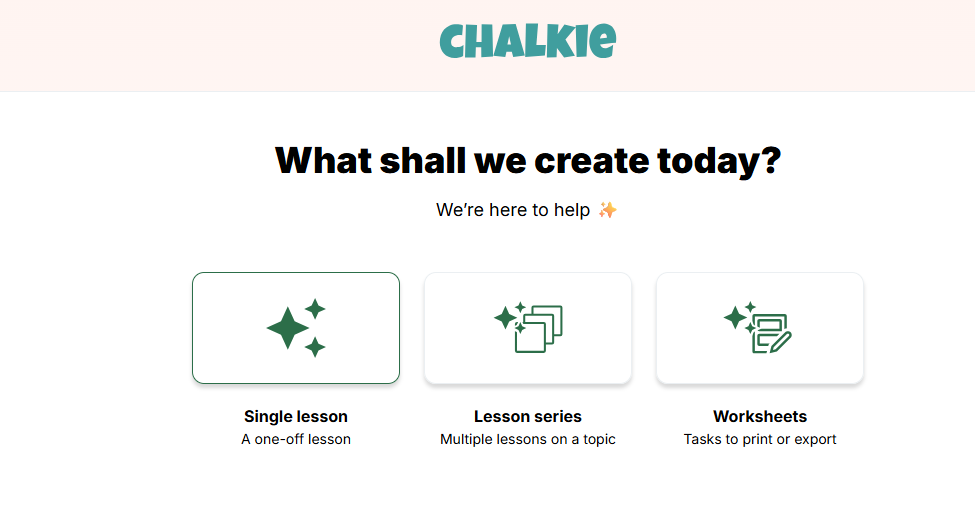 CHALKIE
What shall we create today?
We’re here to help ✨
Single lesson
A one-off lesson
Lesson series
Multiple lessons on a topic
Worksheets
Tasks to print or export